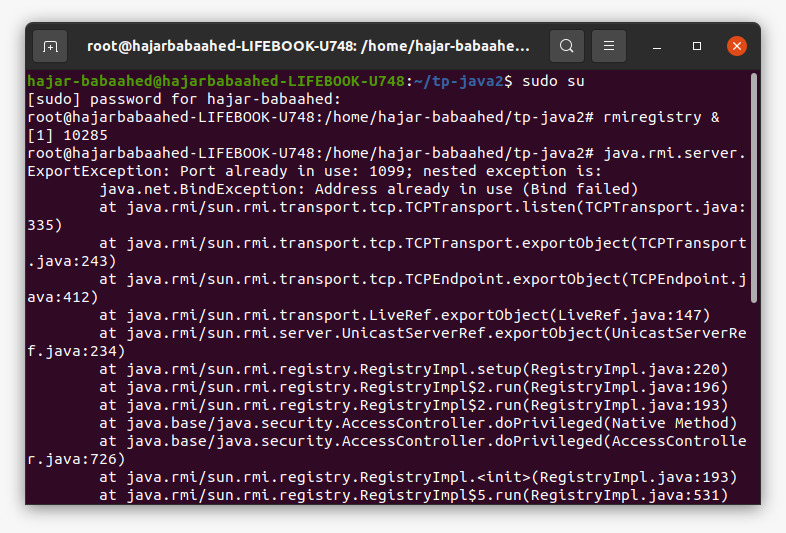 root@hajarbabaahed-LIFEBOOK-U748: /home/hajar-babaahe...
hajar-babaahed@hajarbabaahed-LIFEBOOK-U748:~/tp-java2$ sudo su
[sudo] password for hajar-babaahed:
root@hajarbabaahed-LIFEBOOK-U748:/home/hajar-babaahed/tp-java2# rmiregistry &
[1] 10285
root@hajarbabaahed-LIFEBOOK-U748:/home/hajar-babaahed/tp-java2# java.rmi.server.
ExportException: Port already in use: 1099; nested exception is:
        java.net.BindException: Address already in use (Bind failed)
        at java.rmi/sun.rmi.transport.tcp.TCPTransport.listen(TCPTransport.java:
335)
        at java.rmi/sun.rmi.transport.tcp.TCPTransport.exportObject(TCPTransport
.java:243)
        at java.rmi/sun.rmi.transport.tcp.TCPEndpoint.exportObject(TCPEndpoint.j
ava:412)
        at java.rmi/sun.rmi.transport.LiveRef.exportObject(LiveRef.java:147)
        at java.rmi/sun.rmi.server.UnicastServerRef.exportObject(UnicastServerRe
f.java:234)
        at java.rmi/sun.rmi.registry.RegistryImpl.setup(RegistryImpl.java:220)
        at java.rmi/sun.rmi.registry.RegistryImpl$2.run(RegistryImpl.java:196)
        at java.rmi/sun.rmi.registry.RegistryImpl$2.run(RegistryImpl.java:193)
        at java.base/java.security.AccessController.doPrivileged(Native Method)
        at java.base/java.security.AccessController.doPrivileged(AccessControlle
r.java:726)
        at java.rmi/sun.rmi.registry.RegistryImpl.<init>(RegistryImpl.java:193)
        at java.rmi/sun.rmi.registry.RegistryImpl$5.run(RegistryImpl.java:531)